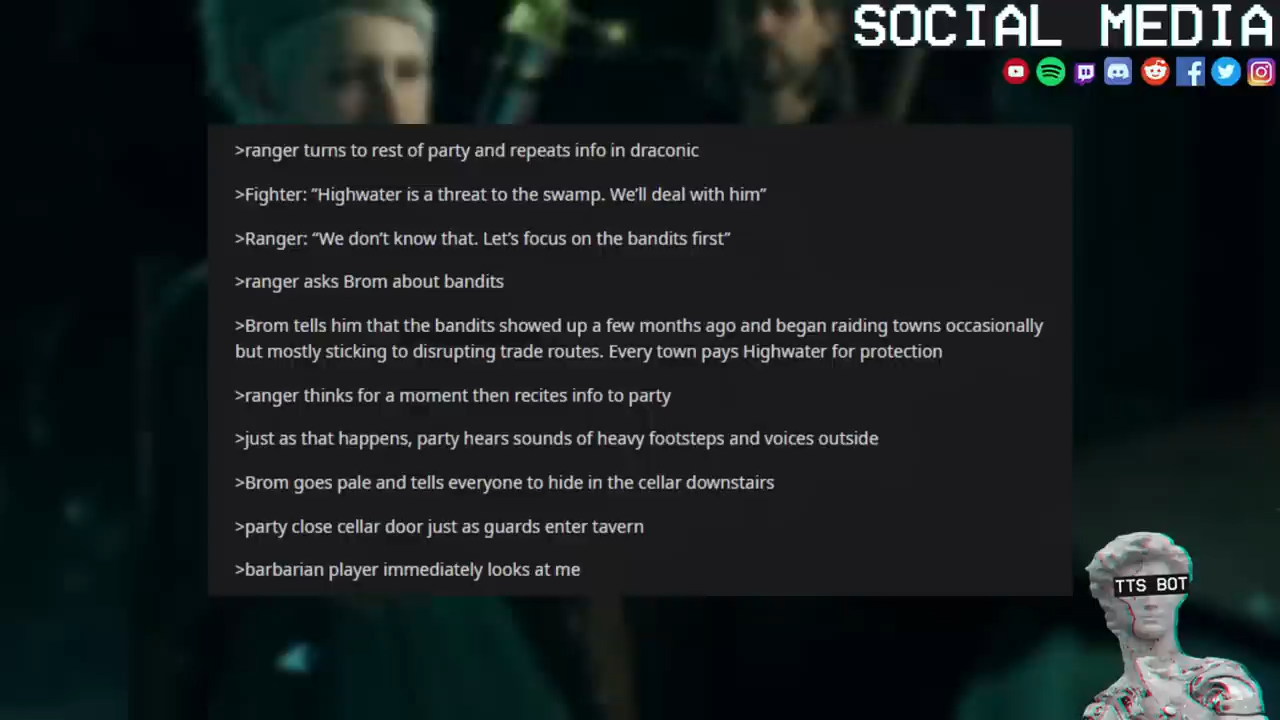 SOCIAL MEDIA
>ranger turns to rest of party and repeats info in draconic
>Fighter: ”Highwater is a threat to the swamp. We’ll deal with him”
>Ranger: “We don’t know that. Let’s focus on the bandits first”
>ranger asks Brom about bandits
>Brom tells him that the bandits showed up a few months ago and began raiding towns occasionally
but mostly sticking to disrupting trade routes. Every town pays Highwater for protection
>ranger thinks for a moment then recites info to party
>just as that happens, party hears sounds of heavy footsteps and voices outside
>Brom goes pale and tells everyone to hide in the cellar downstairs
>party close cellar door just as guards enter tavern
>barbarian player immediately looks at me
TTS BOT